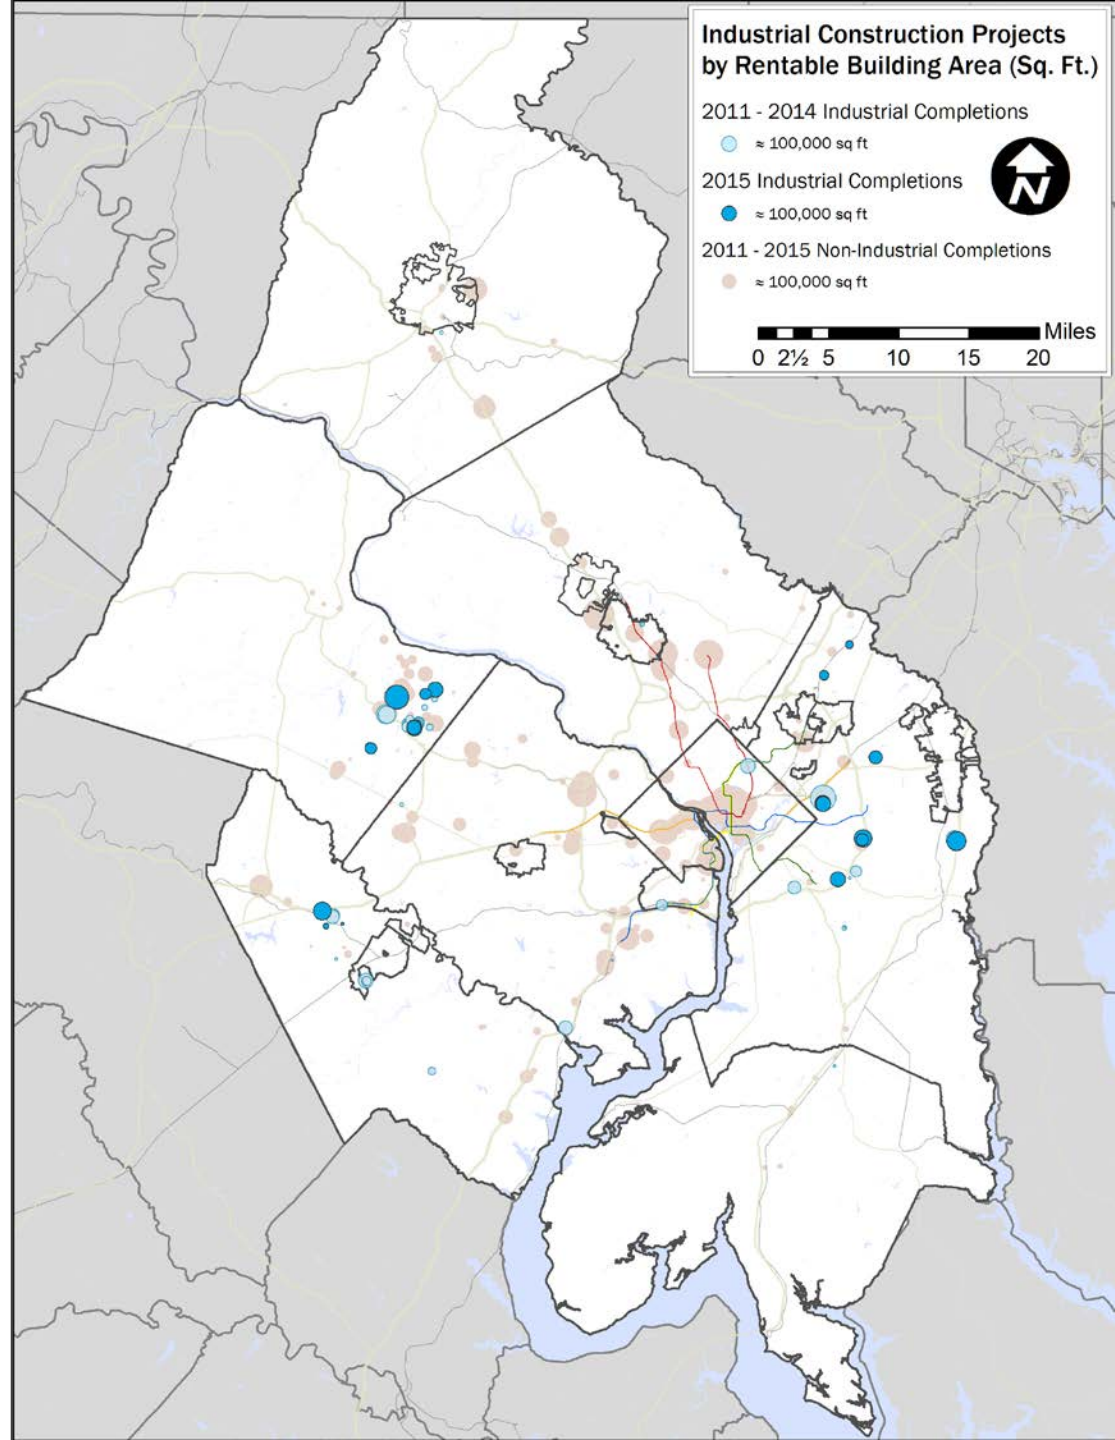 Industrial Construction Projects
by Rentable Building Area (Sq. Ft.)
2011 - 2014 Industrial Completions
≈ 100,000 sq ft
2015 Industrial Completions
≈ 100,000 sq ft
N
2011 - 2015 Non-Industrial Completions
≈ 100,000 sq ft
Miles
0 2½ 5 10 15 20